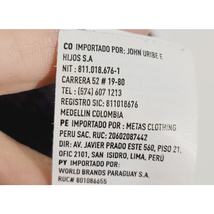 CO IMPORTADO POR: JOHN URIBE E
HIJOS S.A
NIT : 811.018.676-1
CARRERA 52 # 19-80
TEL : (574) 607 1213
REGISTRO SIC: 811018676
MEDELLIN COLOMBIA
PE IMPORTADO POR : METAS CLOTHING
PERU SAC. RUC: 20602087442
DIR: AV. JAVIER PRADO ESTE 560, PISO 21,
OFIC 2101, SAN ISIDRO, LIMA, PERÚ
PY IMPORTADO POR:
WORLD BRANDS PARAGUAY S.A.
RUC# 801086655